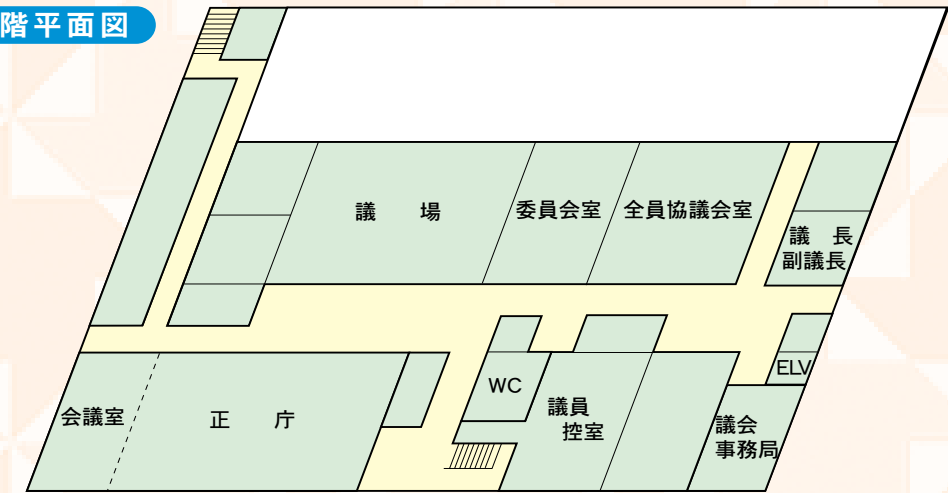 階平面図
議場
委員会室
全員協議会室
議長
副議長
ELV
WC
会議室
正庁
議員
控室
議会
事務局